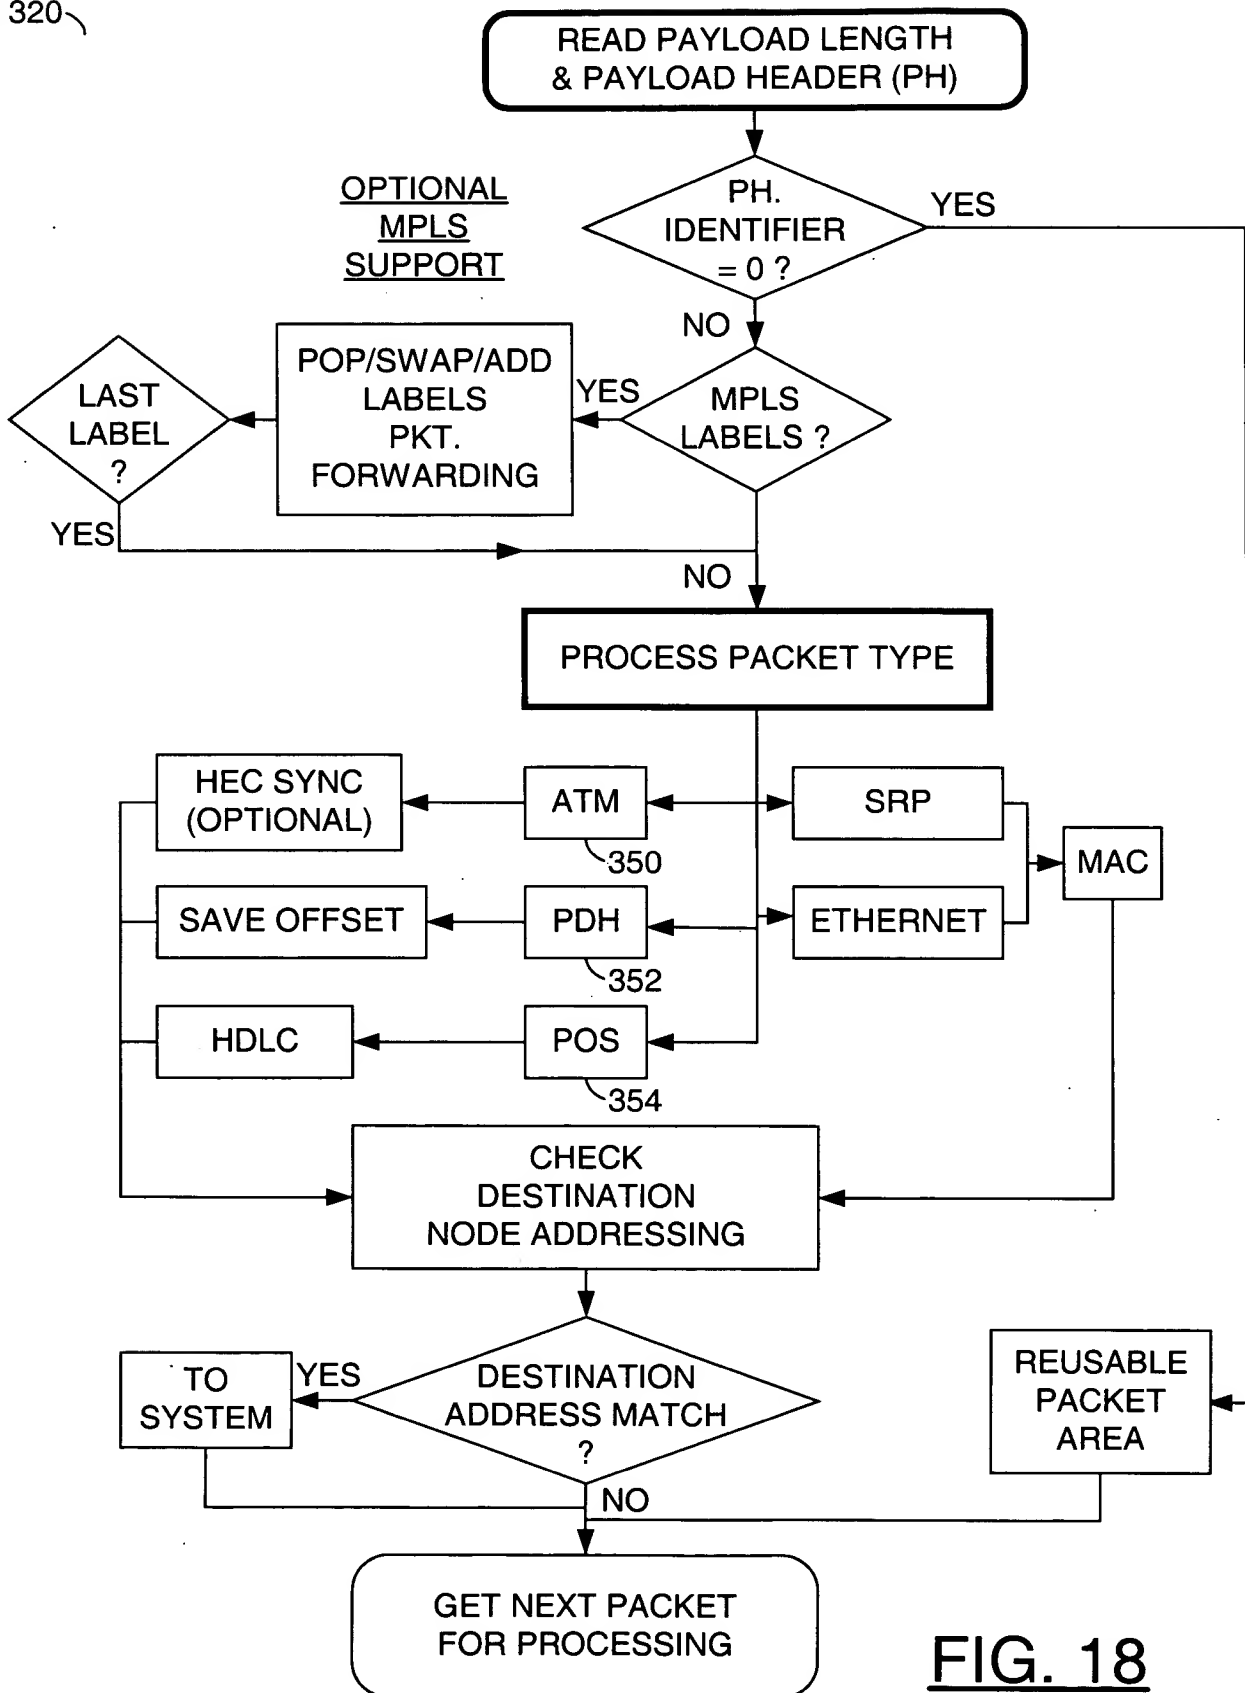 320
READ PAYLOAD LENGTH
& PAYLOAD HEADER (PH)
OPTIONAL
MPLS
SUPPORT
PH.
IDENTIFIER
= 0 ?
YES
NO
MPLS
LABELS ?
YES
POP/SWAP/ADD
LABELS
PKT.
FORWARDING
LAST
LABEL
?
YES
NO
PROCESS PACKET TYPE
HEC SYNC
(OPTIONAL)
ATM
350
SRP
MAC
SAVE OFFSET
PDH
352
ETHERNET
HDLC
POS
354
CHECK
DESTINATION
NODE ADDRESSING
TO
SYSTEM
YES
DESTINATION
ADDRESS MATCH
?
NO
REUSABLE
PACKET
AREA
GET NEXT PACKET
FOR PROCESSING
FIG. 18